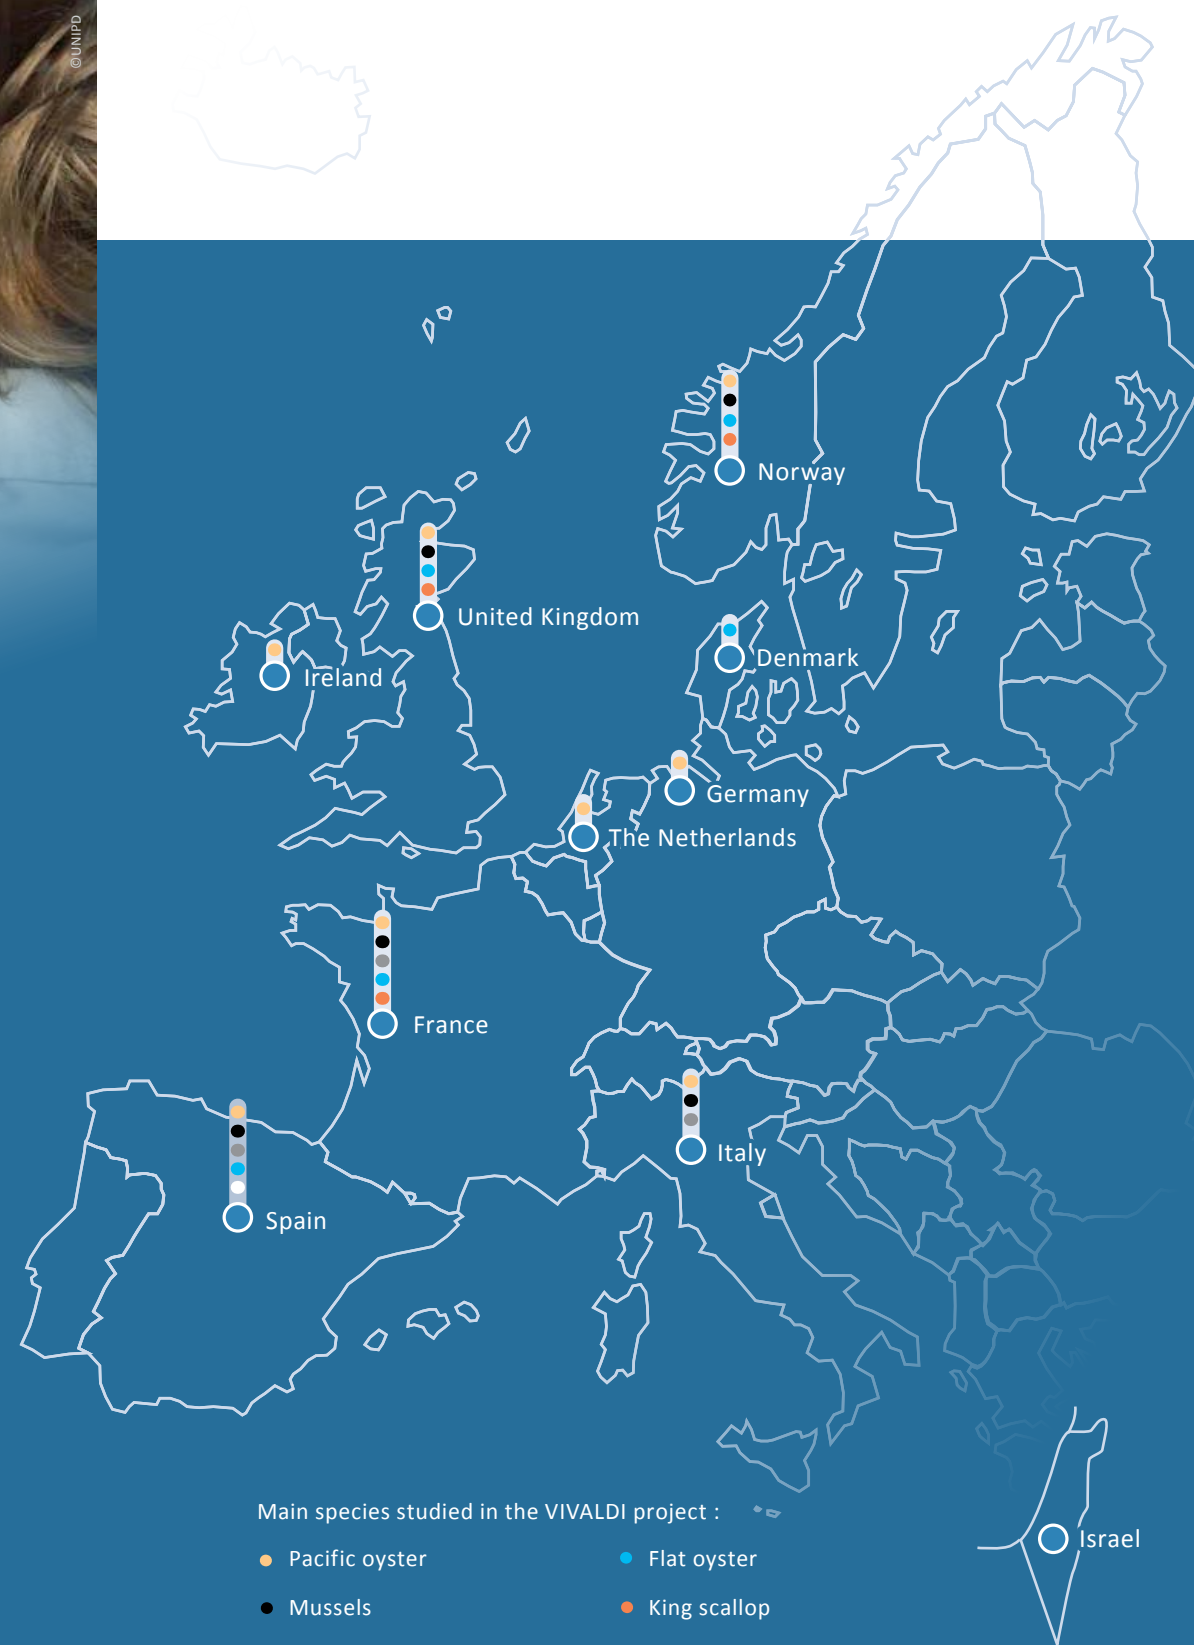 ©UNIPD
Norway
United Kingdom
Denmark
Ireland
Germany
The Netherlands
France
Italy
Spain
Main species studied in the VIVALDI project :
Israel
Pacific oyster
Flat oyster
Mussels
King scallop